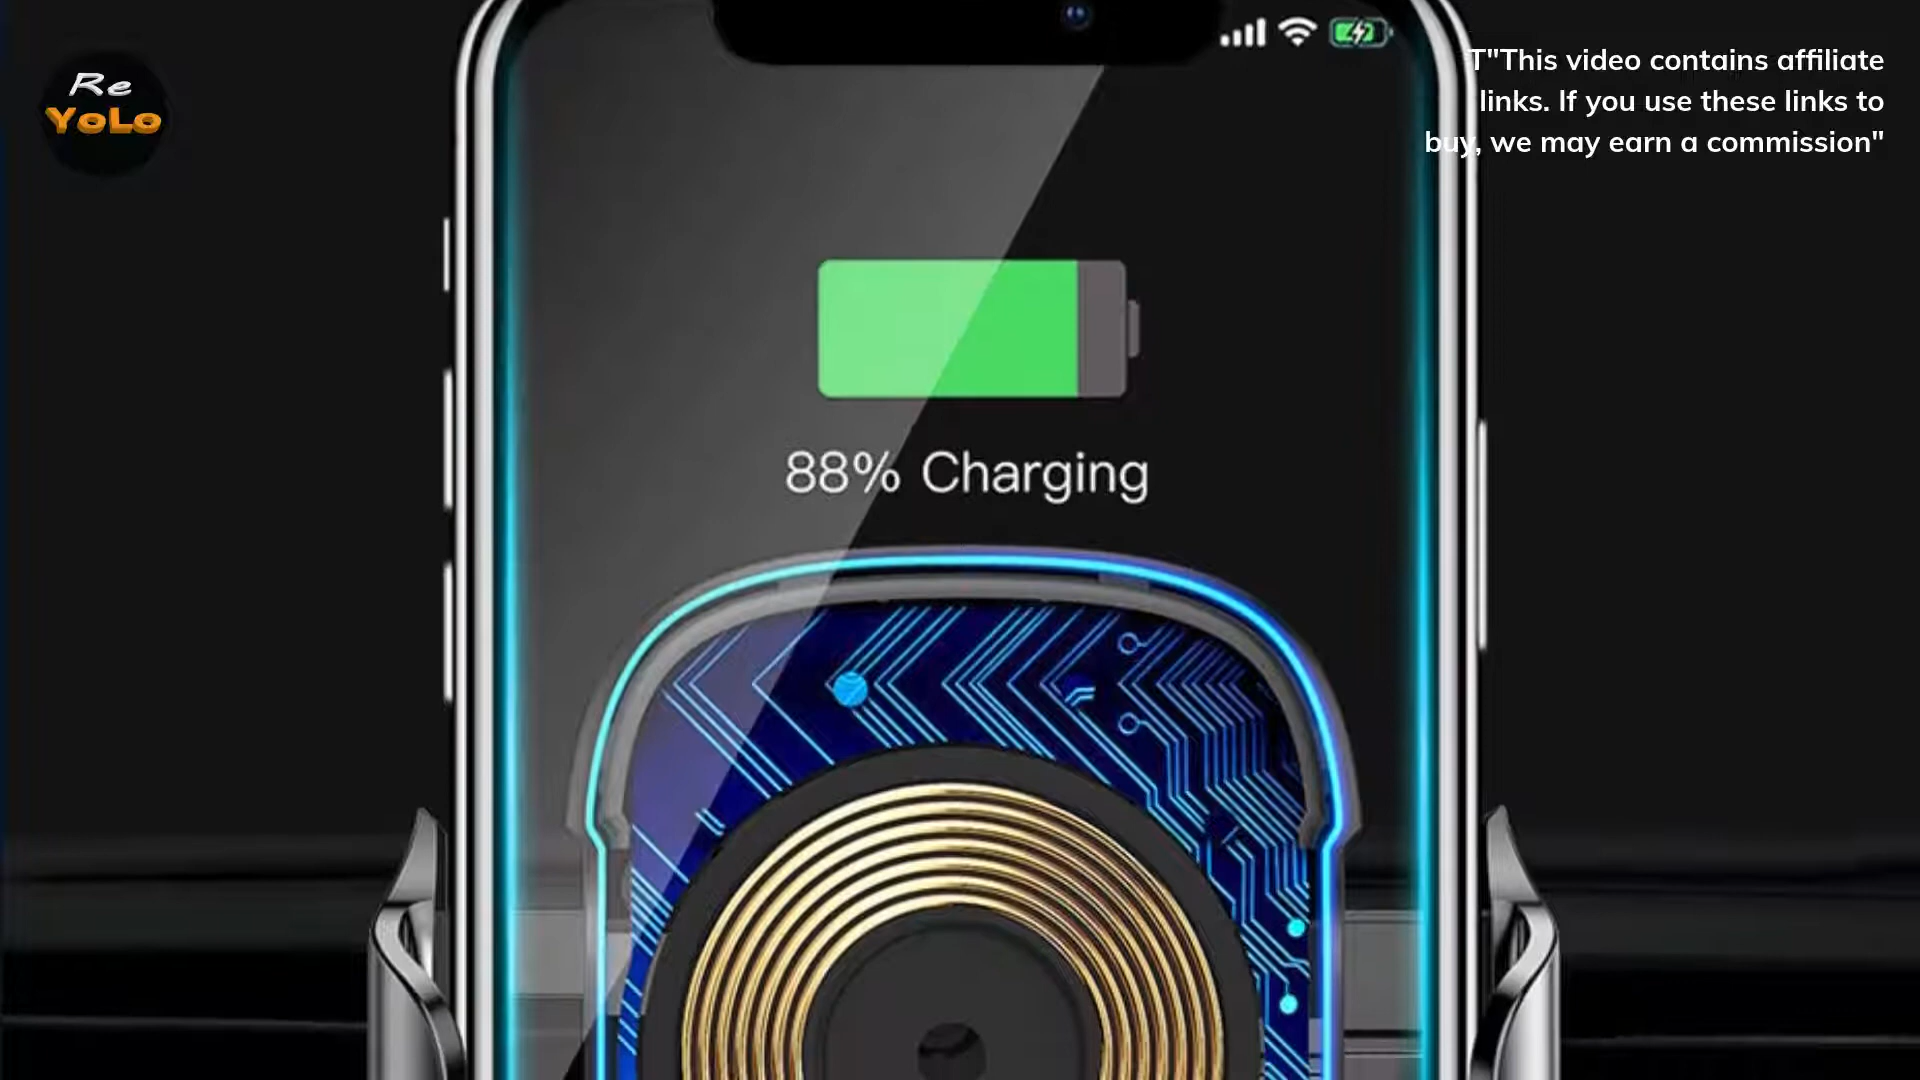 Re
YoLo
T"This video contains affiliate
links. If you use these links to
buy, we may earn a commission"
88% Charging